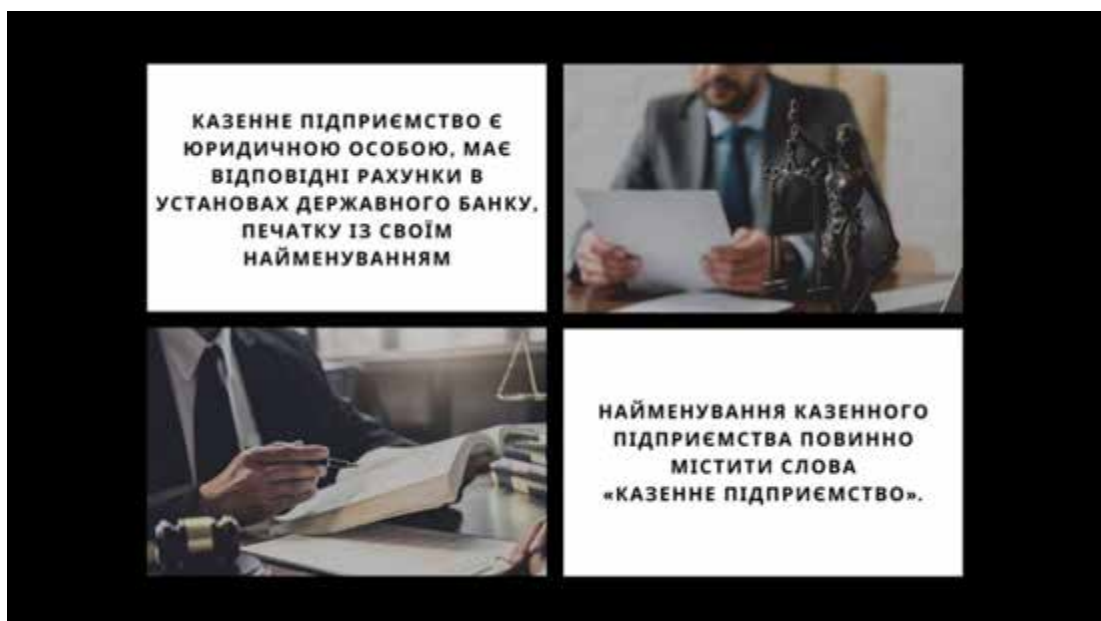 КАЗЕННЕ ПІДПРИЄМСТВО Є
ЮРИДИЧНОЮ ОСОБОЮ, МАЄ
ВІДПОВІДНІ РАХУНКИ В
УСТАНОВАХ ДЕРЖАВНОГО БАНКУ,
ПЕЧАТКУ ІЗ СВОЇМ
НАЙМЕНУВАННЯМ
НАЙМЕНУВАННЯ КАЗЕННОГО
ПІДПРИЄМСТВА ПОВИННО
МІСТИТИ СЛОВА
«КАЗЕННЕ ПІДПРИЄМСТВО».